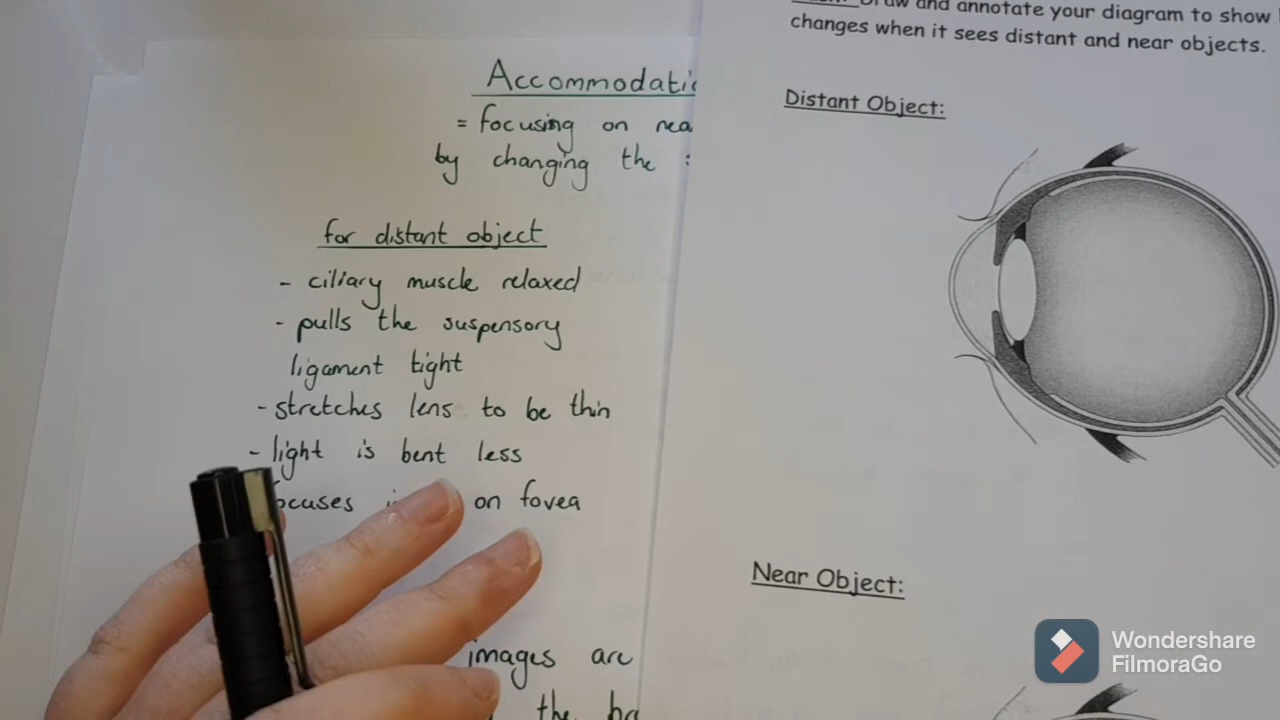 Accommodati
= focusing on nea
by changing the
for distant object
- ciliary muscle relaxed
- pulls the suspensory
ligament tight
- stretches lens to be thin
- light is bent less
ocuses on fovea
images are
the
Draw and annotate your diagram to show
changes when it sees distant and near objects.
Distant Object:
Near Object:
Wondershare
FilmoraGo